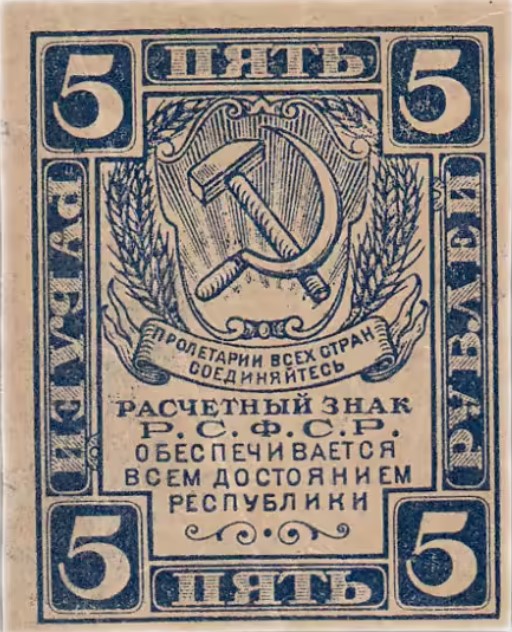 5 ПЯТЬ 5
РУБЛЕЙ
РУБЛЕЙ
ПРОЛЕТАРИИ ВСЕХ СТРАН
СОЕДИНЯЙТЕСЬ
РАСЧЕТНЫЙ ЗНАК
Р. С. Ф. С. Р.
ОБЕСПЕЧИВАЕТСЯ
ВСЕМ ДОСТОЯНИЕМ
РЕСПУБЛИКИ
5 ПЯТЬ 5